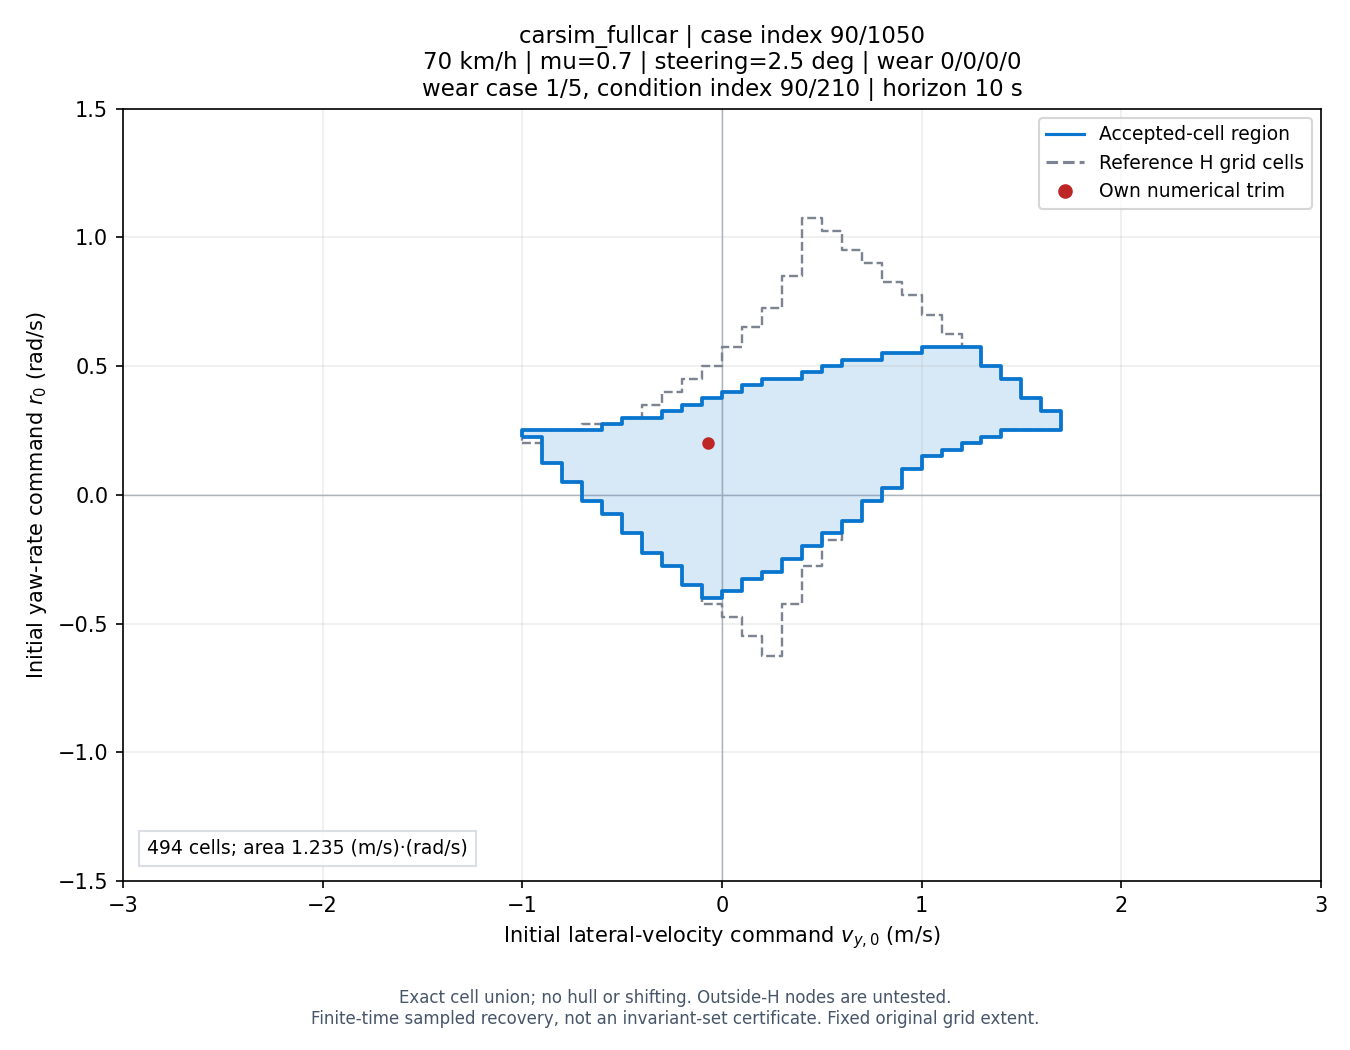 carsim_fullcar | case index 90/1050
70 km/h | mu=0.7 | steering=2.5 deg | wear 0/0/0/0
wear case 1/5, condition index 90/210 | horizon 10 s
Accepted-cell region
Reference H grid cells
Own numerical trim
1.5
1.0
0.5
0.0
−0.5
−1.0
−1.5
Initial yaw-rate command r₀ (rad/s)
494 cells; area 1.235 (m/s)·(rad/s)
−3
−2
−1
0
1
2
3
Initial lateral-velocity command v_{y,0} (m/s)
Exact cell union; no hull or shifting. Outside-H nodes are untested.
Finite-time sampled recovery, not an invariant-set certificate. Fixed original grid extent.